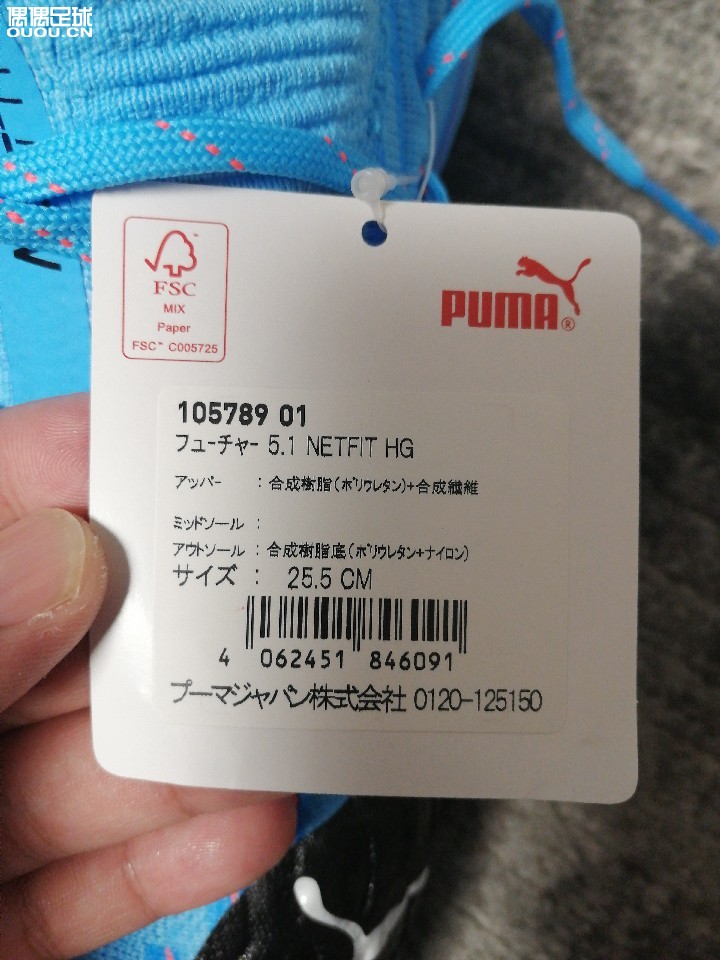 偶偶足球
OUOU.CN
FSC
MIX
Paper
FSC™ C005725
PUMA®
105789 01
フューチャー 5.1 NETFIT HG
アッパー : 合成樹脂(ポリウレタン)+合成繊維
ミッドソール :
アウトソール : 合成樹脂底(ポリウレタン+ナイロン)
サイズ : 25.5 CM
4 062451 846091
プーマジャパン株式会社 0120-125150